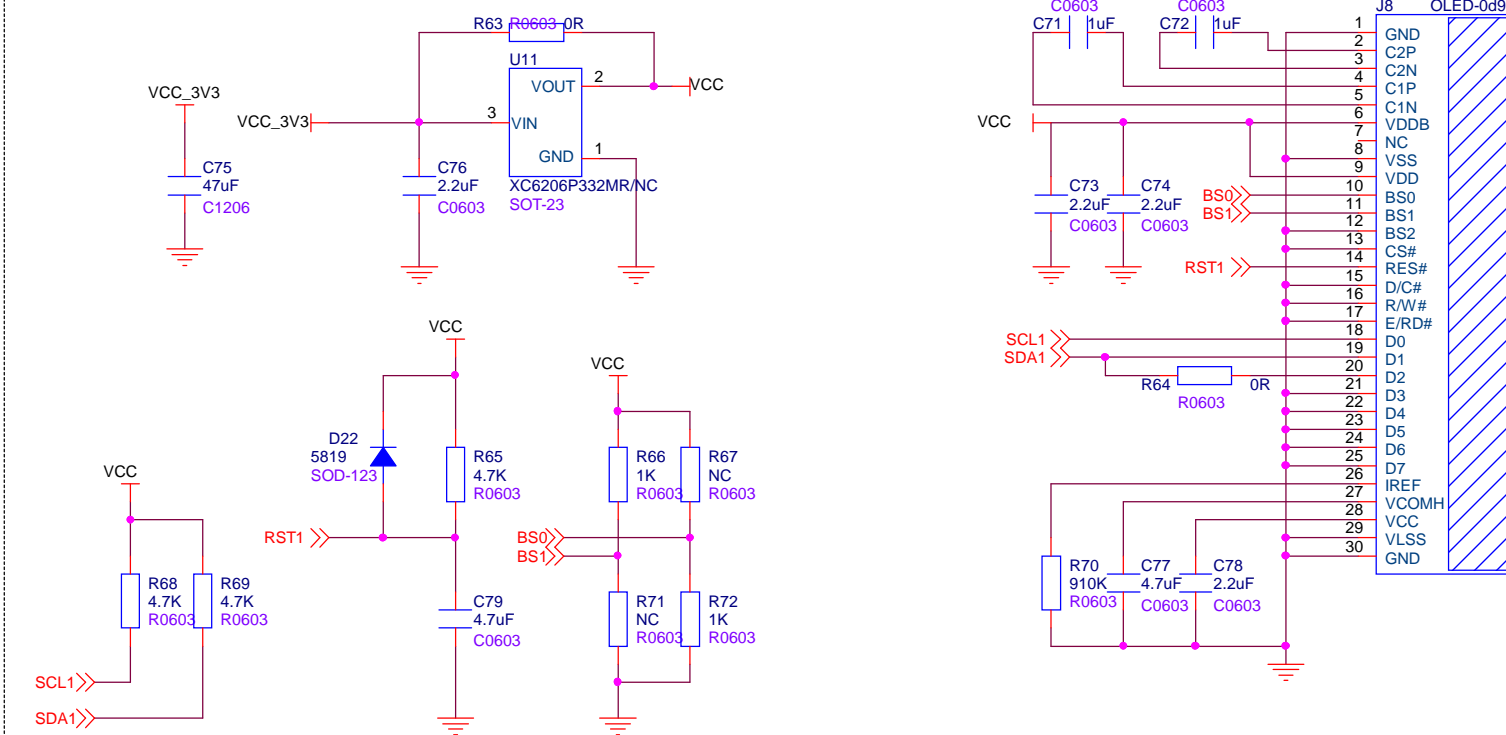 R63 R0603 0R
U11
VOUT
2
VCC
VCC_3V3
VCC_3V3
3
VIN
GND
1
XC6206P332MR/NC
SOT-23
C75
47uF
C1206
C76
2.2uF
C0603
C0603
C71
1uF
C0603
C72
1uF
J8
OLED-0d9
1 GND
2 C2P
3 C2N
4 C1P
5 C1N
6 VDDB
7 NC
8 VSS
9 VDD
10 BS0
11 BS1
12 BS2
13 CS#
14 RES#
15 D/C#
16 R/W#
17 E/RD#
18 D0
19 D1
20 D2
21 D3
22 D4
23 D5
24 D6
25 D7
26 IREF
27 VCOMH
28 VCC
29 VLSS
30 GND
VCC
C73
2.2uF
C0603
C74
2.2uF
C0603
BS0
BS1
RST1
SCL1
SDA1
R64
0R
R0603
R70
910K
R0603
C77
4.7uF
C0603
C78
2.2uF
C0603
VCC
D22
5819
SOD-123
R65
4.7K
R0603
RST1
C79
4.7uF
C0603
VCC
R66
1K
R0603
R67
NC
R0603
BS0
BS1
R71
NC
R0603
R72
1K
R0603
VCC
R68
4.7K
R0603
R69
4.7K
R0603
SCL1
SDA1